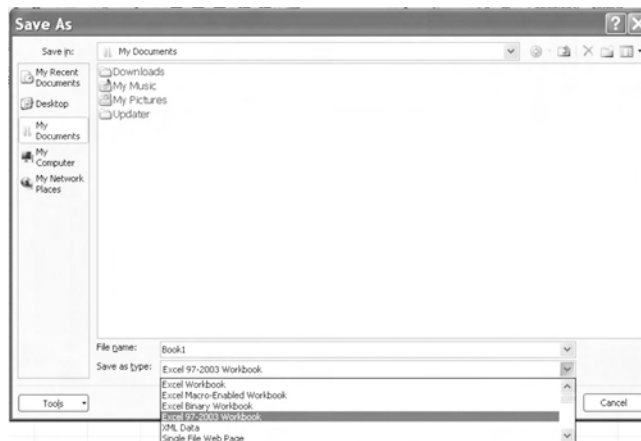 Save As
Save in:
My Documents
My Recent
Documents
Desktop
My
Documents
My
Computer
My Network
Places
Downloads
My Music
My Pictures
Updater
File name:
Book1
Save as type:
Excel 97-2003 Workbook
Excel Workbook
Excel Macro-Enabled Workbook
Excel Binary Workbook
Excel 97-2003 Workbook
XML Data
Single File Web Page
Tools
Cancel